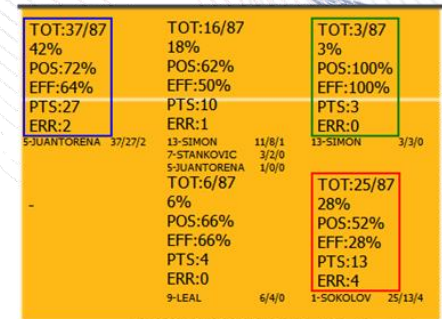 TOT:37/87
42%
POS:72%
EFF:64%
PTS:27
ERR:2
5-JUANTORENA 37/27/2
TOT:16/87
18%
POS:62%
EFF:50%
PTS:10
ERR:1
13-SIMON 11/8/1
7-STANKOVIC 3/2/0
5-JUANTORENA 1/0/0
TOT:3/87
3%
POS:100%
EFF:100%
PTS:3
ERR:0
13-SIMON 3/3/0
-
TOT:6/87
6%
POS:66%
EFF:66%
PTS:4
ERR:0
9-LEAL 6/4/0
TOT:25/87
28%
POS:52%
EFF:28%
PTS:13
ERR:4
1-SOKOLOV 25/13/4